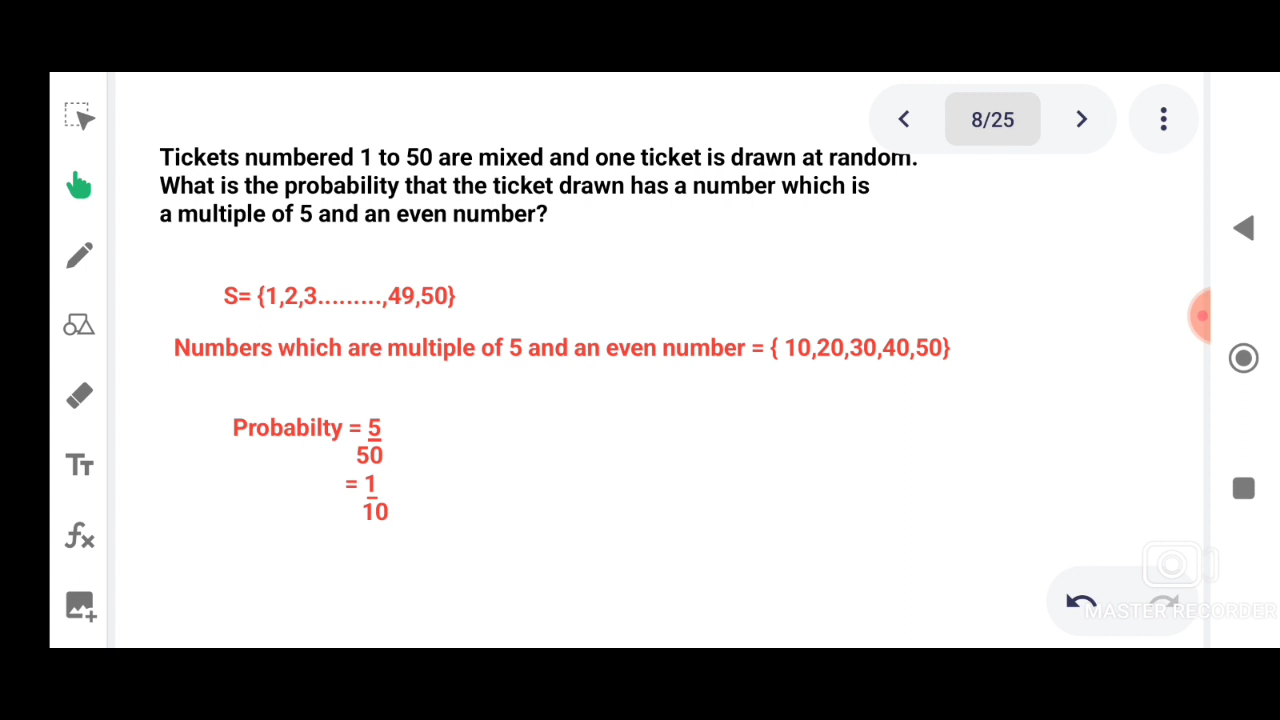 8/25
Tickets numbered 1 to 50 are mixed and one ticket is drawn at random.
What is the probability that the ticket drawn has a number which is
a multiple of 5 and an even number?
S= {1,2,3.........,49,50}
Numbers which are multiple of 5 and an even number = { 10,20,30,40,50}
Probabilty = 5
50
= 1
10
Tт
fx
MASTER RECORDER